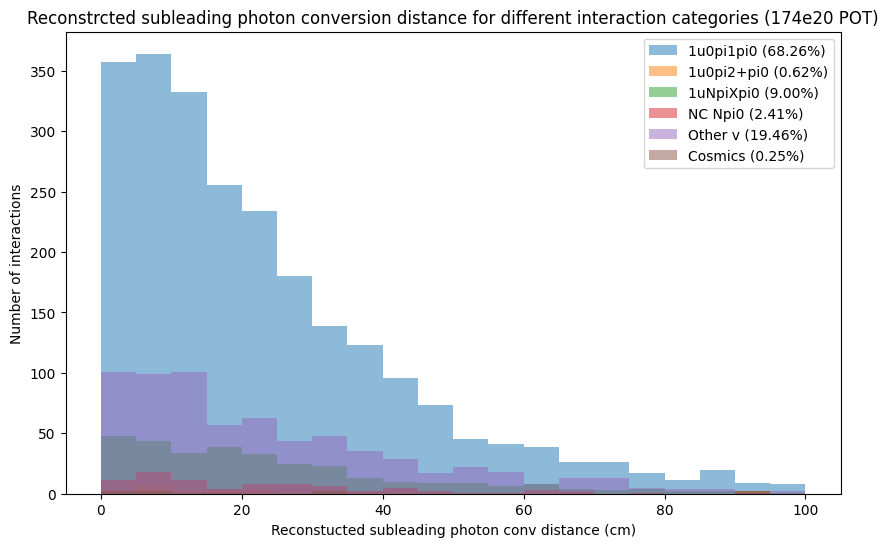 Reconstrcted subleading photon conversion distance for different interaction categories (174e20 POT)
1u0pi1pi0 (68.26%)
1u0pi2+pi0 (0.62%)
1uNpiXpi0 (9.00%)
NC Npi0 (2.41%)
Other v (19.46%)
Cosmics (0.25%)
Number of interactions
350
300
250
200
150
100
50
0
0 20 40 60 80 100
Reconstucted subleading photon conv distance (cm)